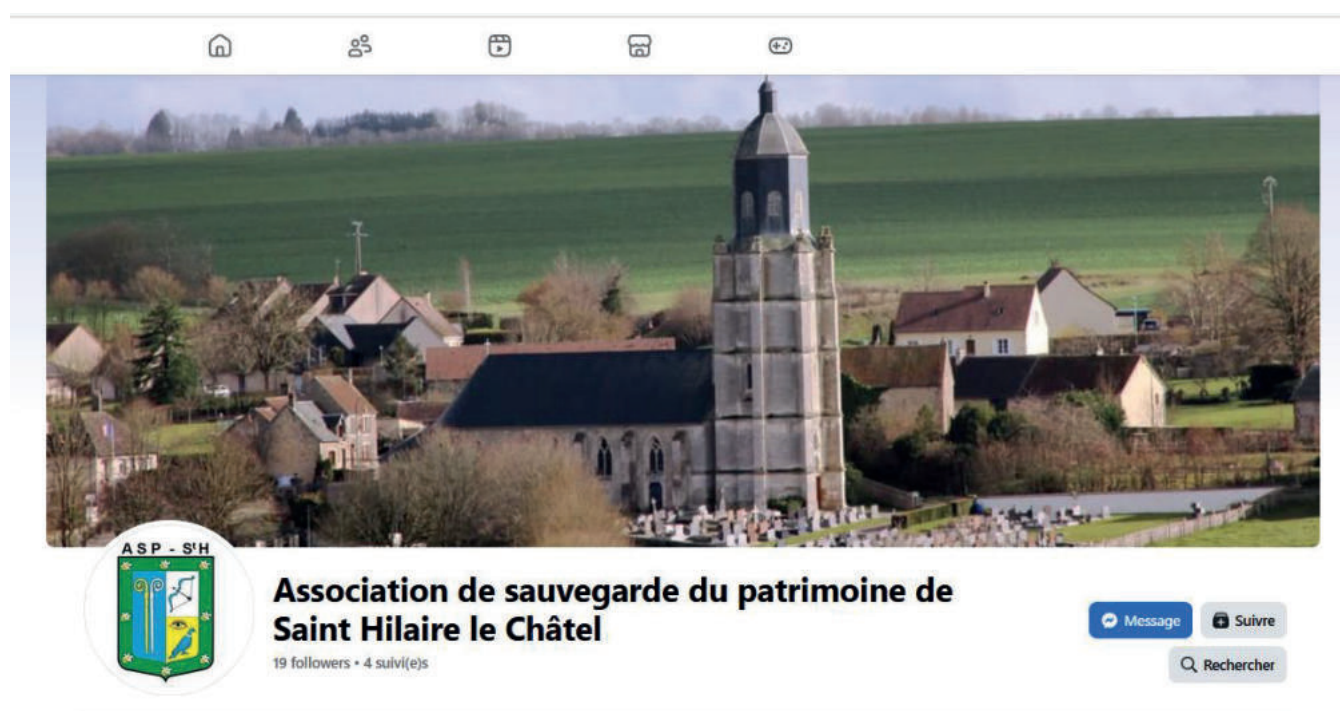 ASP - StH
Association de sauvegarde du patrimoine de
Saint Hilaire le Châtel
19 followers • 4 suivi(e)s
Message
Suivre
Rechercher